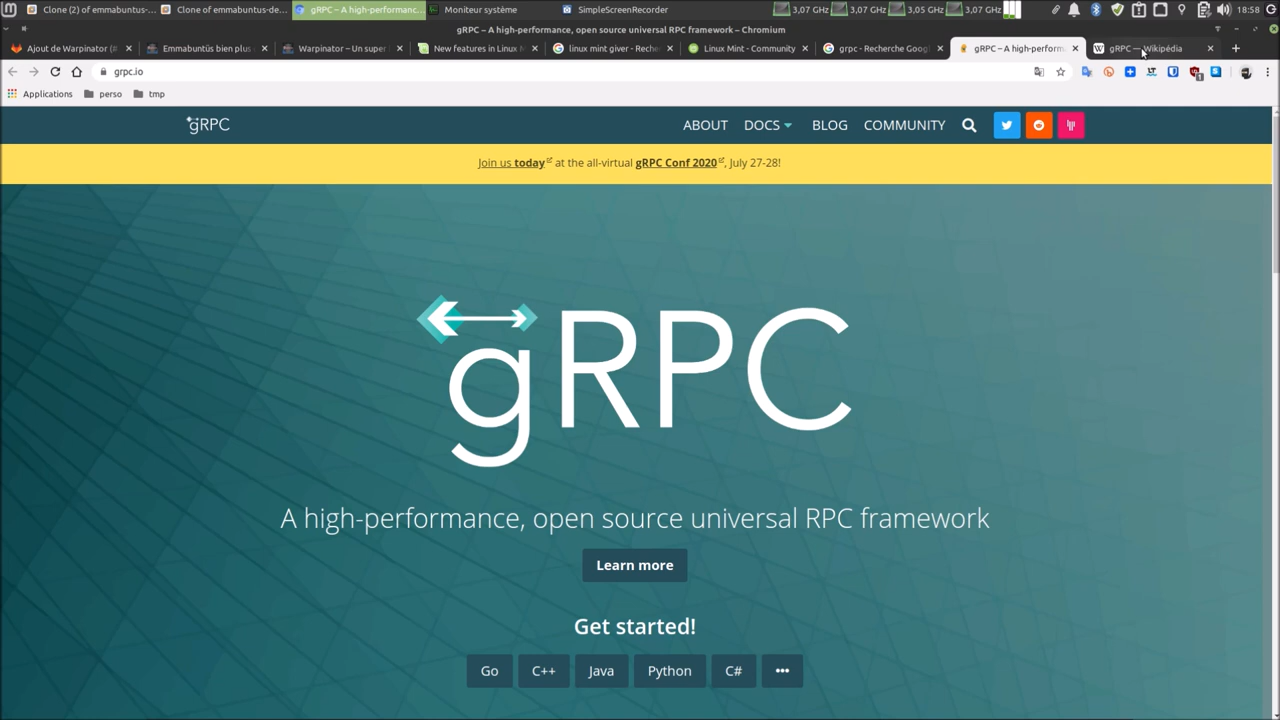 Clone (2) of emmabuntus-... Clone of emmabuntus-de... gRPC – A high-performanc... Moniteur système SimpleScreenRecorder 3,07 GHz 3,07 GHz 3,05 GHz 3,07 GHz 18:58
gRPC – A high-performance, open source universal RPC framework – Chromium
Ajout de Warpinator ( Emmabuntüs bien plus Warpinator – Un super New features in Linux M linux mint giver - Reche Linux Mint - Community grpc - Recherche Goog gRPC – A high-perform gRPC — Wikipédia
grpc.io
Applications perso tmp
gRPC ABOUT DOCS BLOG COMMUNITY
Join us today at the all-virtual gRPC Conf 2020, July 27-28!
gRPC
A high-performance, open source universal RPC framework
Learn more
Get started!
Go C++ Java Python C# •••